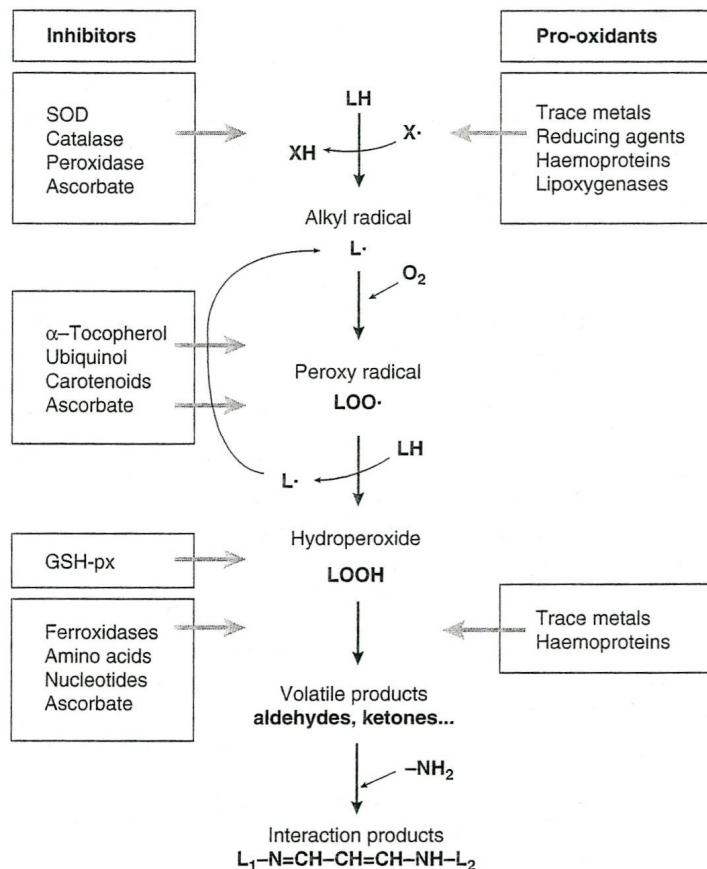 Inhibitors
Pro-oxidants
SOD
Catalase
Peroxidase
Ascorbate
LH
X·
XH
Trace metals
Reducing agents
Haemoproteins
Lipoxygenases
Alkyl radical
L·
O₂
α–Tocopherol
Ubiquinol
Carotenoids
Ascorbate
Peroxy radical
LOO·
LH
L·
Hydroperoxide
LOOH
GSH-px
Ferroxidases
Amino acids
Nucleotides
Ascorbate
Trace metals
Haemoproteins
Volatile products
aldehydes, ketones...
–NH₂
Interaction products
L₁–N=CH–CH=CH–NH–L₂